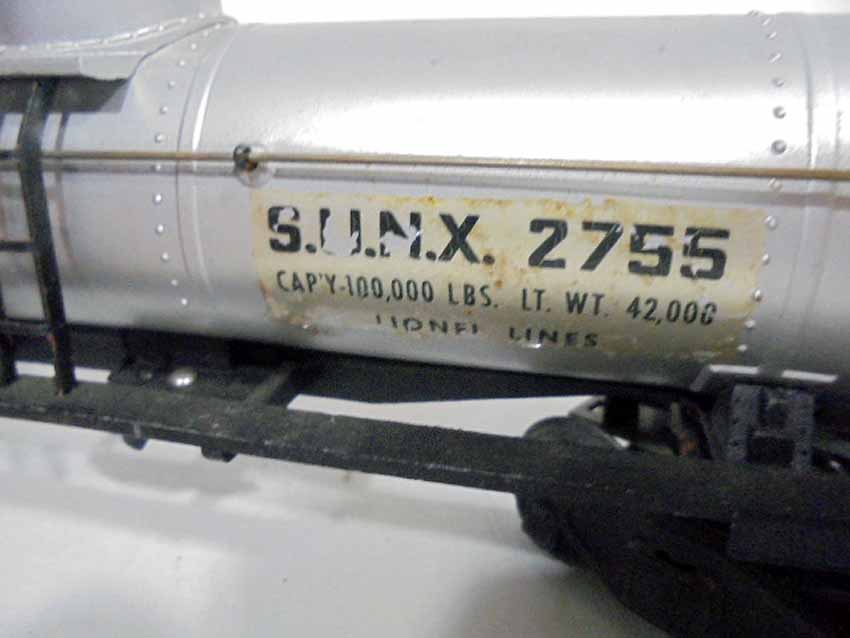 S.U.N.X. 2755
CAP'Y-100,000 LBS. LT. WT. 42,000
LIONEL LINES